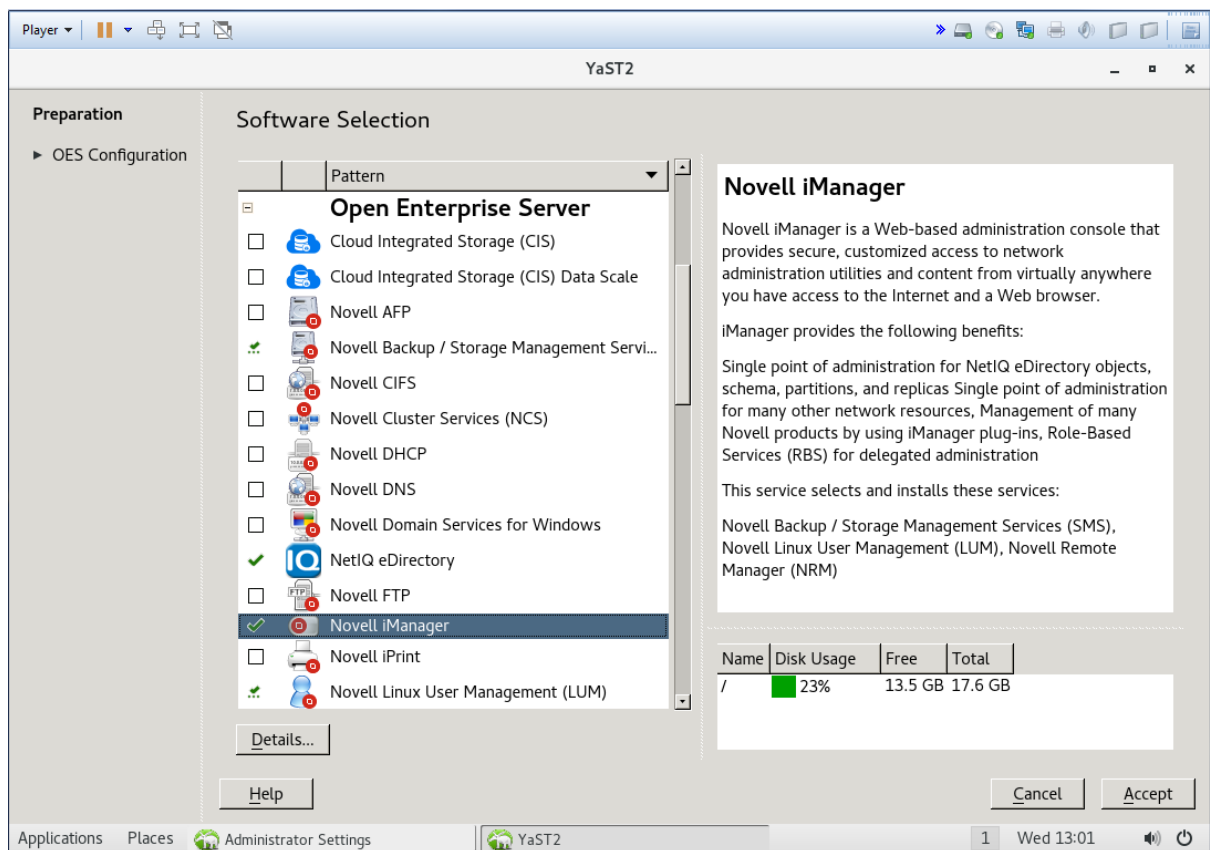 Player
YaST2
Preparation
OES Configuration
Software Selection
Pattern
Open Enterprise Server
Cloud Integrated Storage (CIS)
Cloud Integrated Storage (CIS) Data Scale
Novell AFP
Novell Backup / Storage Management Servi...
Novell CIFS
Novell Cluster Services (NCS)
Novell DHCP
Novell DNS
Novell Domain Services for Windows
IQ NetIQ eDirectory
FTP Novell FTP
Novell iManager
Novell iPrint
Novell Linux User Management (LUM)
Details...
Novell iManager
Novell iManager is a Web-based administration console that
provides secure, customized access to network
administration utilities and content from virtually anywhere
you have access to the Internet and a Web browser.
iManager provides the following benefits:
Single point of administration for NetIQ eDirectory objects,
schema, partitions, and replicas Single point of administration
for many other network resources, Management of many
Novell products by using iManager plug-ins, Role-Based
Services (RBS) for delegated administration
This service selects and installs these services:
Novell Backup / Storage Management Services (SMS),
Novell Linux User Management (LUM), Novell Remote
Manager (NRM)
Name Disk Usage Free Total
/ 23% 13.5 GB 17.6 GB
Help Cancel Accept
Applications Places Administrator Settings YaST2 1 Wed 13:01